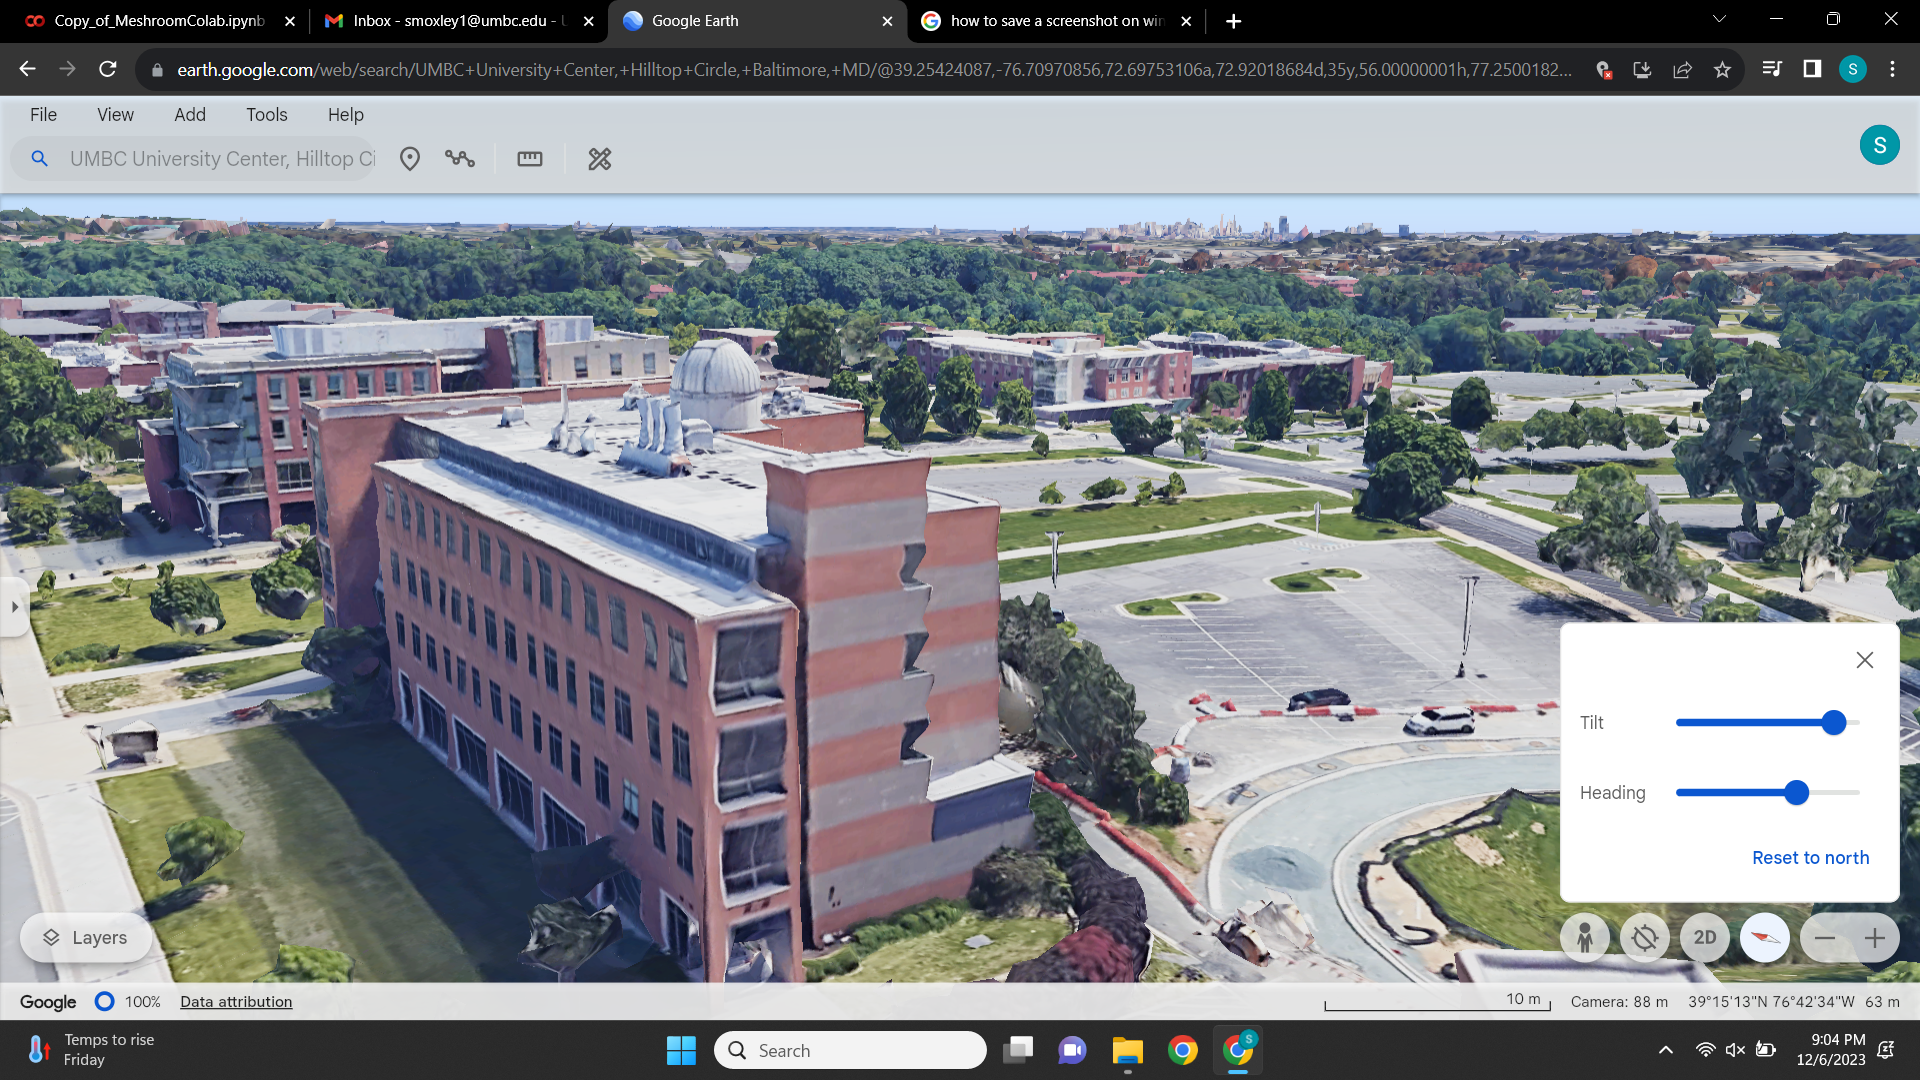 Copy_of_MeshroomColab.ipynb
Inbox - smoxley1@umbc.edu - U
Google Earth
how to save a screenshot on win
earth.google.com/web/search/UMBC+University+Center,+Hilltop+Circle,+Baltimore,+MD/@39.25424087,-76.70970856,72.69753106a,72.92018684d,35y,56.00000001h,77.2500182...
S
File View Add Tools Help
UMBC University Center, Hilltop Ci
S
Tilt
Heading
Reset to north
Layers
2D
Google 100% Data attribution
10 m
Camera: 88 m 39°15'13"N 76°42'34"W 63 m
Temps to rise
Friday
Search
S
9:04 PM
12/6/2023